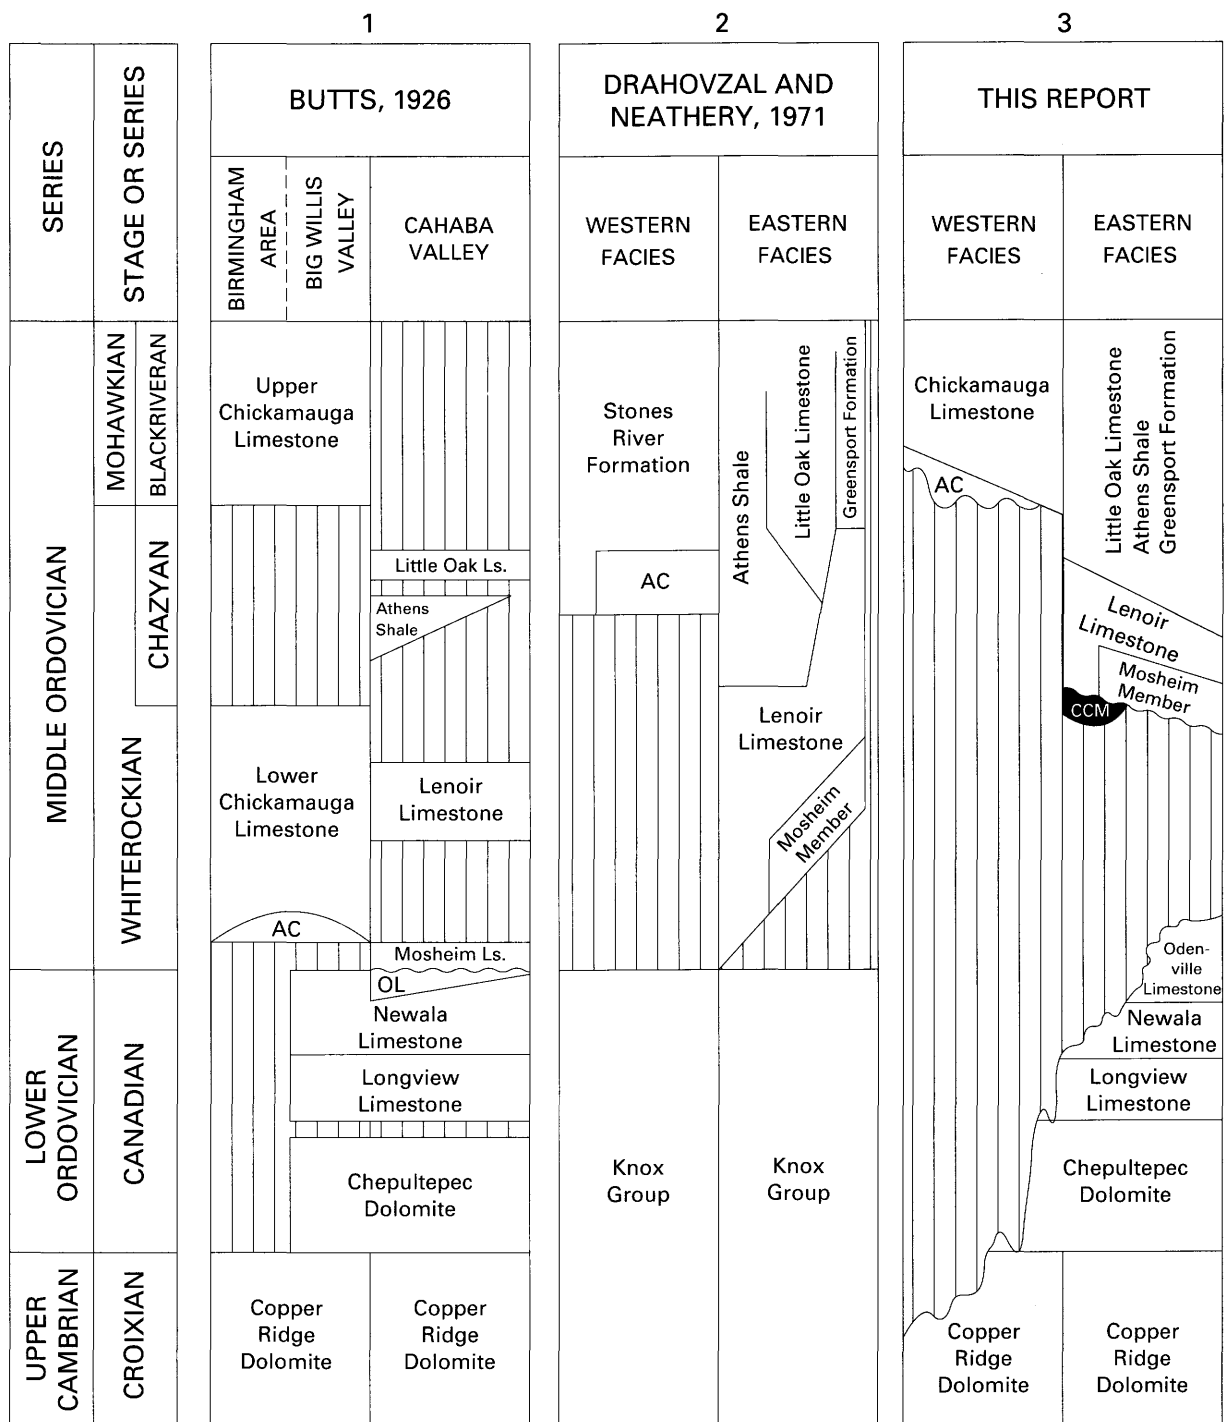 1
2
3
SERIES
STAGE OR SERIES
BUTTS, 1926
DRAHOVZAL AND
NEATHERY, 1971
THIS REPORT
BIRMINGHAM
AREA
BIG WILLIS
VALLEY
CAHABA
VALLEY
WESTERN
FACIES
EASTERN
FACIES
WESTERN
FACIES
EASTERN
FACIES
MIDDLE ORDOVICIAN
MOHAWKIAN
BLACKRIVERAN
CHAZYAN
WHITEROCKIAN
LOWER
ORDOVICIAN
CANADIAN
UPPER
CAMBRIAN
CROIXIAN
Upper
Chickamauga
Limestone
Lower
Chickamauga
Limestone
AC
Little Oak Ls.
Athens
Shale
Lenoir
Limestone
Mosheim Ls.
OL
Newala
Limestone
Longview
Limestone
Chepultepec
Dolomite
Copper
Ridge
Dolomite
Copper
Ridge
Dolomite
Stones
River
Formation
AC
Athens Shale
Little Oak Limestone
Greensport Formation
Lenoir
Limestone
Mosheim
Member
Knox
Group
Knox
Group
Chickamauga
Limestone
AC
Little Oak Limestone
Athens Shale
Greensport Formation
Lenoir
Limestone
Mosheim
Member
CCM
Oden-
ville
Limestone
Newala
Limestone
Longview
Limestone
Chepultepec
Dolomite
Copper
Ridge
Dolomite
Copper
Ridge
Dolomite